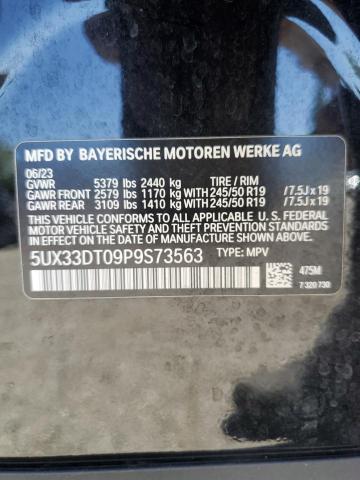 MFD BY BAYERISCHE MOTOREN WERKE AG
06/23
GVWR 5379 lbs 2440 kg TIRE / RIM
GAWR FRONT 2579 lbs 1170 kg WITH 245/50 R19 / 7.5J x 19
GAWR REAR 3109 lbs 1410 kg WITH 245/50 R19 / 7.5J x 19
THIS VEHICLE CONFORMS TO ALL APPLICABLE U. S. FEDERAL
MOTOR VEHICLE SAFETY AND THEFT PREVENTION STANDARDS
IN EFFECT ON THE DATE OF MANUFACTURE SHOWN ABOVE.
5UX33DT09P9S73563 TYPE: MPV
475M
7 320 730